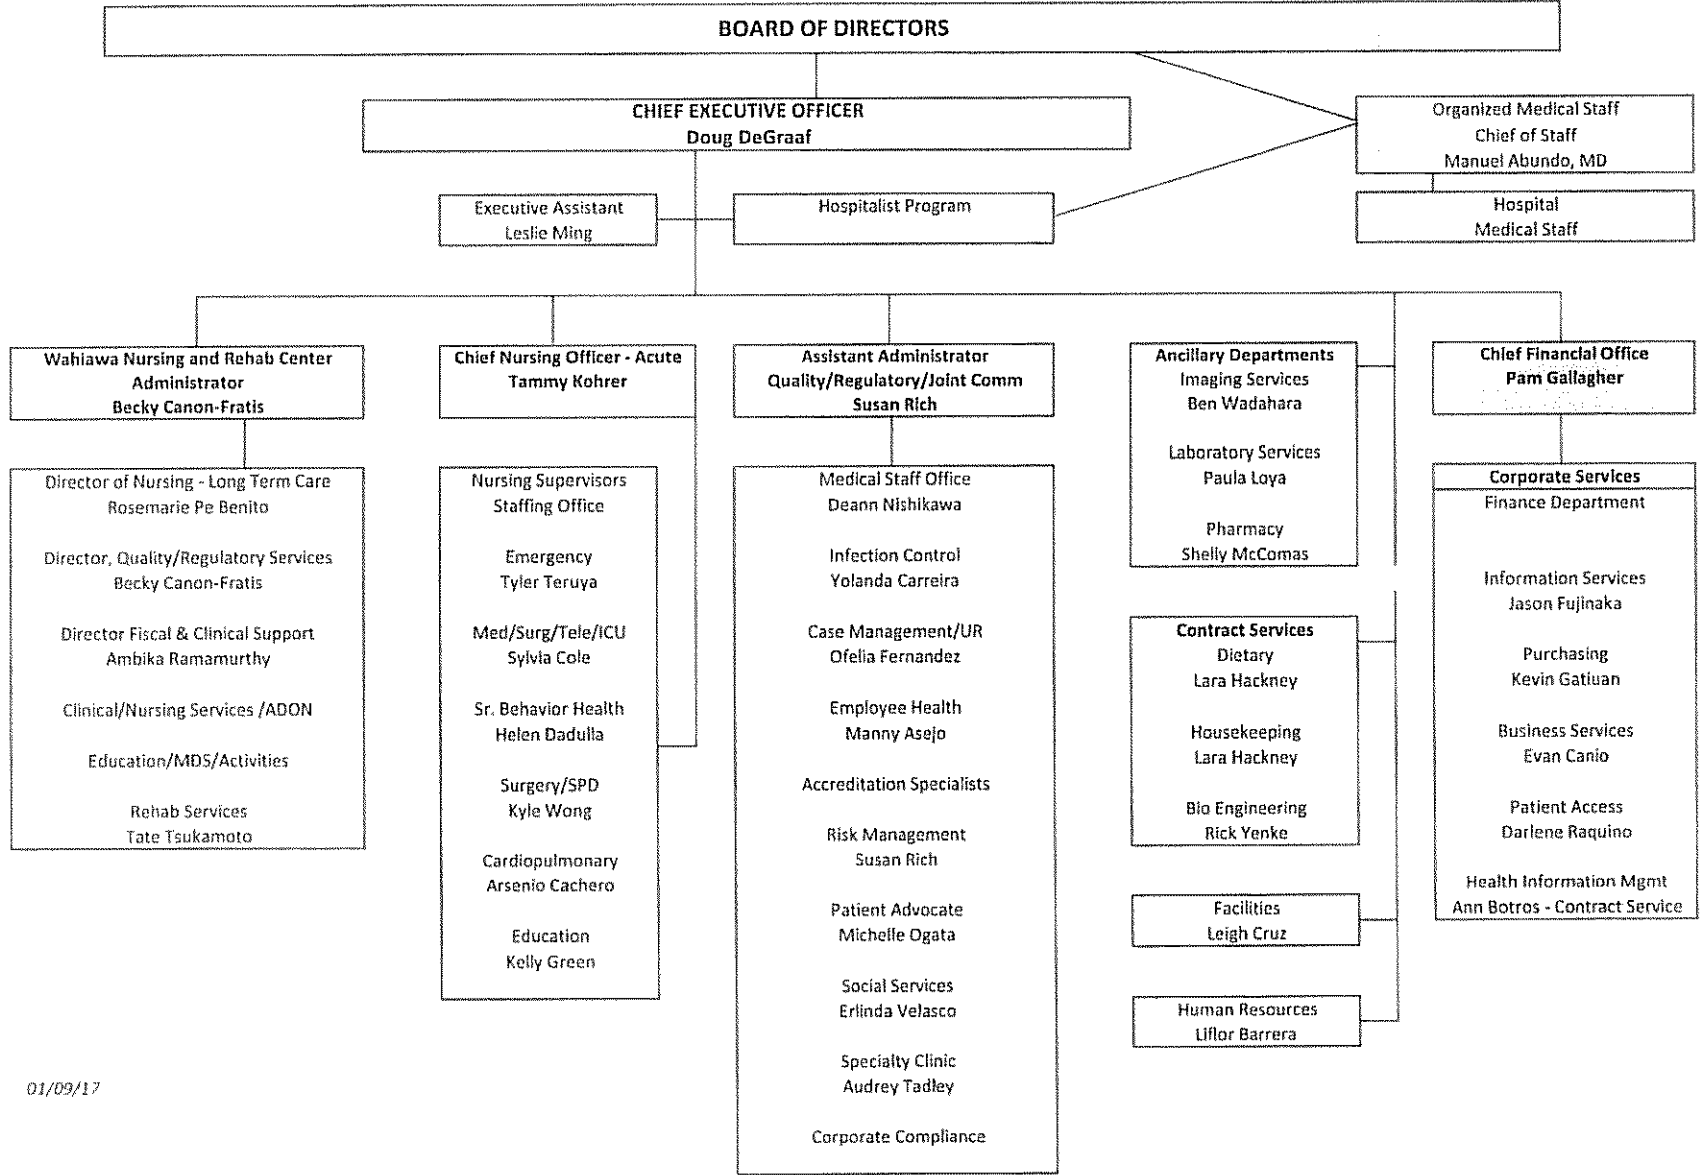 BOARD OF DIRECTORS
CHIEF EXECUTIVE OFFICER
Doug DeGraaf
Organized Medical Staff
Chief of Staff
Manuel Abundo, MD
Executive Assistant
Leslie Ming
Hospitalist Program
Hospital
Medical Staff
Wahiawa Nursing and Rehab Center
Administrator
Becky Canon-Fratis
Chief Nursing Officer - Acute
Tammy Kohrer
Assistant Administrator
Quality/Regulatory/Joint Comm
Susan Rich
Ancillary Departments
Imaging Services
Ben Wadahara
Laboratory Services
Paula Loya
Pharmacy
Shelly McComas
Chief Financial Office
Pam Gallagher
Director of Nursing - Long Term Care
Rosemarie Pe Benito
Director, Quality/Regulatory Services
Becky Canon-Fratis
Director Fiscal & Clinical Support
Ambika Ramamurthy
Clinical/Nursing Services /ADON
Education/MDS/Activities
Rehab Services
Tate Tsukamoto
Nursing Supervisors
Staffing Office
Emergency
Tyler Teruya
Med/Surg/Tele/ICU
Sylvia Cole
Sr. Behavior Health
Helen Dadulla
Surgery/SPD
Kyle Wong
Cardiopulmonary
Arsenio Cachero
Education
Kelly Green
Medical Staff Office
Deann Nishikawa
Infection Control
Yolanda Carreira
Case Management/UR
Ofelia Fernandez
Employee Health
Manny Asejo
Accreditation Specialists
Risk Management
Susan Rich
Patient Advocate
Michelle Ogata
Social Services
Erlinda Velasco
Specialty Clinic
Audrey Tadley
Corporate Compliance
Contract Services
Dietary
Lara Hackney
Housekeeping
Lara Hackney
Bio Engineering
Rick Yenke
Facilities
Leigh Cruz
Human Resources
Liflor Barrera
Corporate Services
Finance Department
Information Services
Jason Fujinaka
Purchasing
Kevin Gatiuan
Business Services
Evan Canio
Patient Access
Darlene Raquino
Health Information Mgmt
Ann Botros - Contract Service
01/09/17